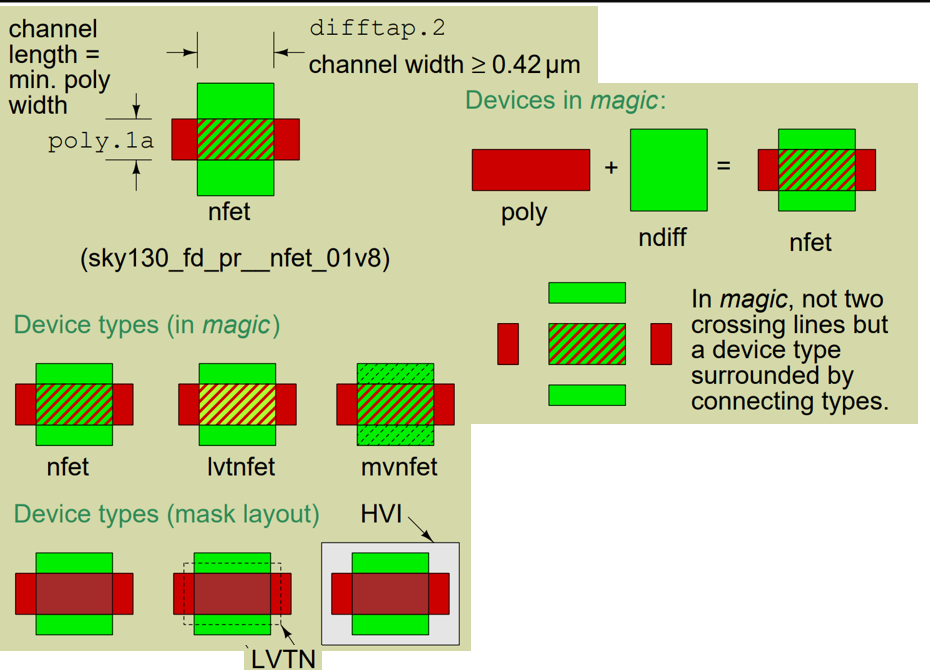 channel
length =
min. poly
width
difftap.2
channel width ≥ 0.42 µm
poly.1a
nfet
(sky130_fd_pr__nfet_01v8)
Devices in magic:
+
=
poly
ndiff
nfet
In magic, not two
crossing lines but
a device type
surrounded by
connecting types.
Device types (in magic)
nfet
lvtnfet
mvnfet
Device types (mask layout)
HVI
LVTN